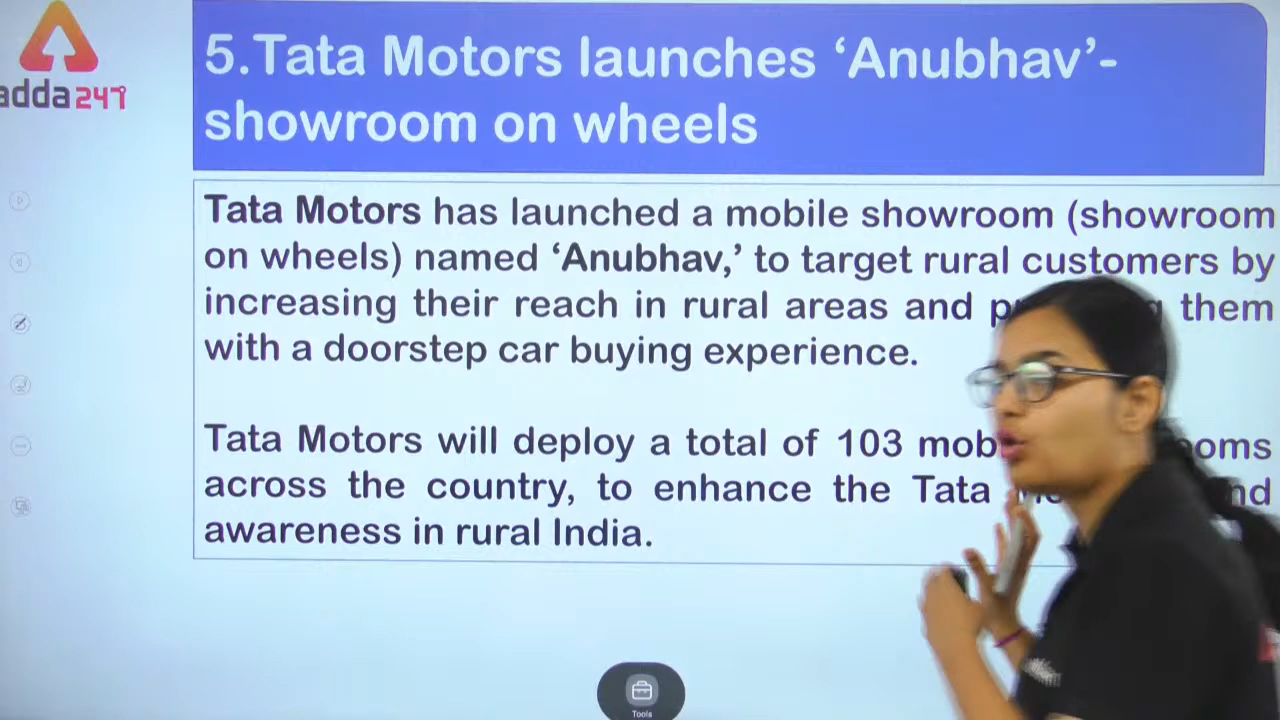 adda247
5.Tata Motors launches ‘Anubhav’-
showroom on wheels
Tata Motors has launched a mobile showroom (showroom
on wheels) named ‘Anubhav,’ to target rural customers by
increasing their reach in rural areas and them
with a doorstep car buying experience.
Tata Motors will deploy a total of 103
across the country, to enhance the Tata
awareness in rural India.
Tools